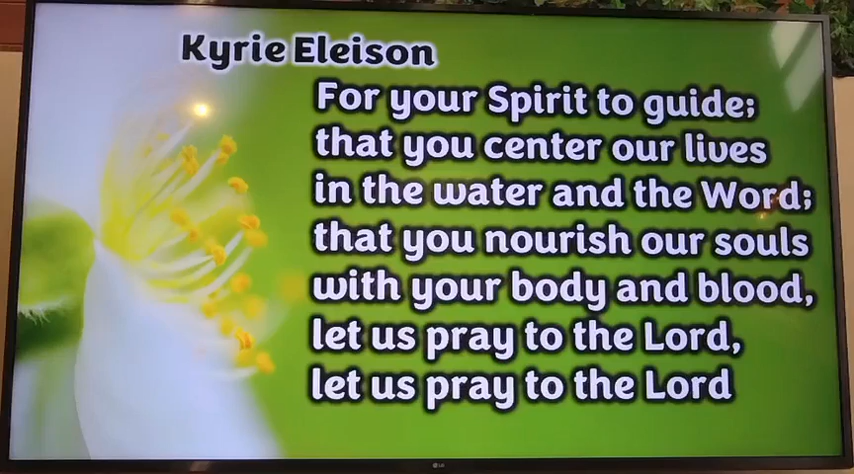 Kyrie Eleison
For your Spirit to guide;
that you center our lives
in the water and the Word;
that you nourish our souls
with your body and blood,
let us pray to the Lord,
let us pray to the Lord
LG